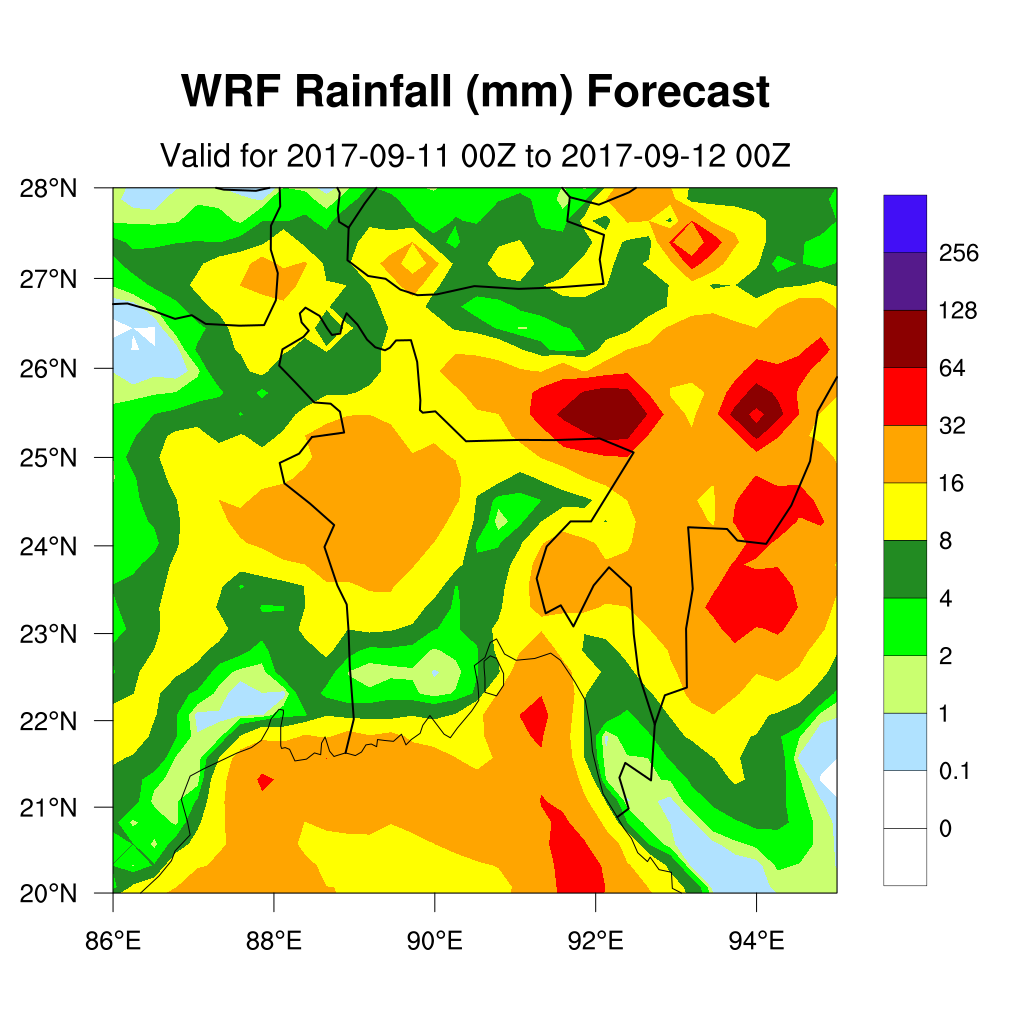 WRF Rainfall (mm) Forecast
Valid for 2017-09-11 00Z to 2017-09-12 00Z
28°N
27°N
26°N
25°N
24°N
23°N
22°N
21°N
20°N
86°E 88°E 90°E 92°E 94°E
256
128
64
32
16
8
4
2
1
0.1
0